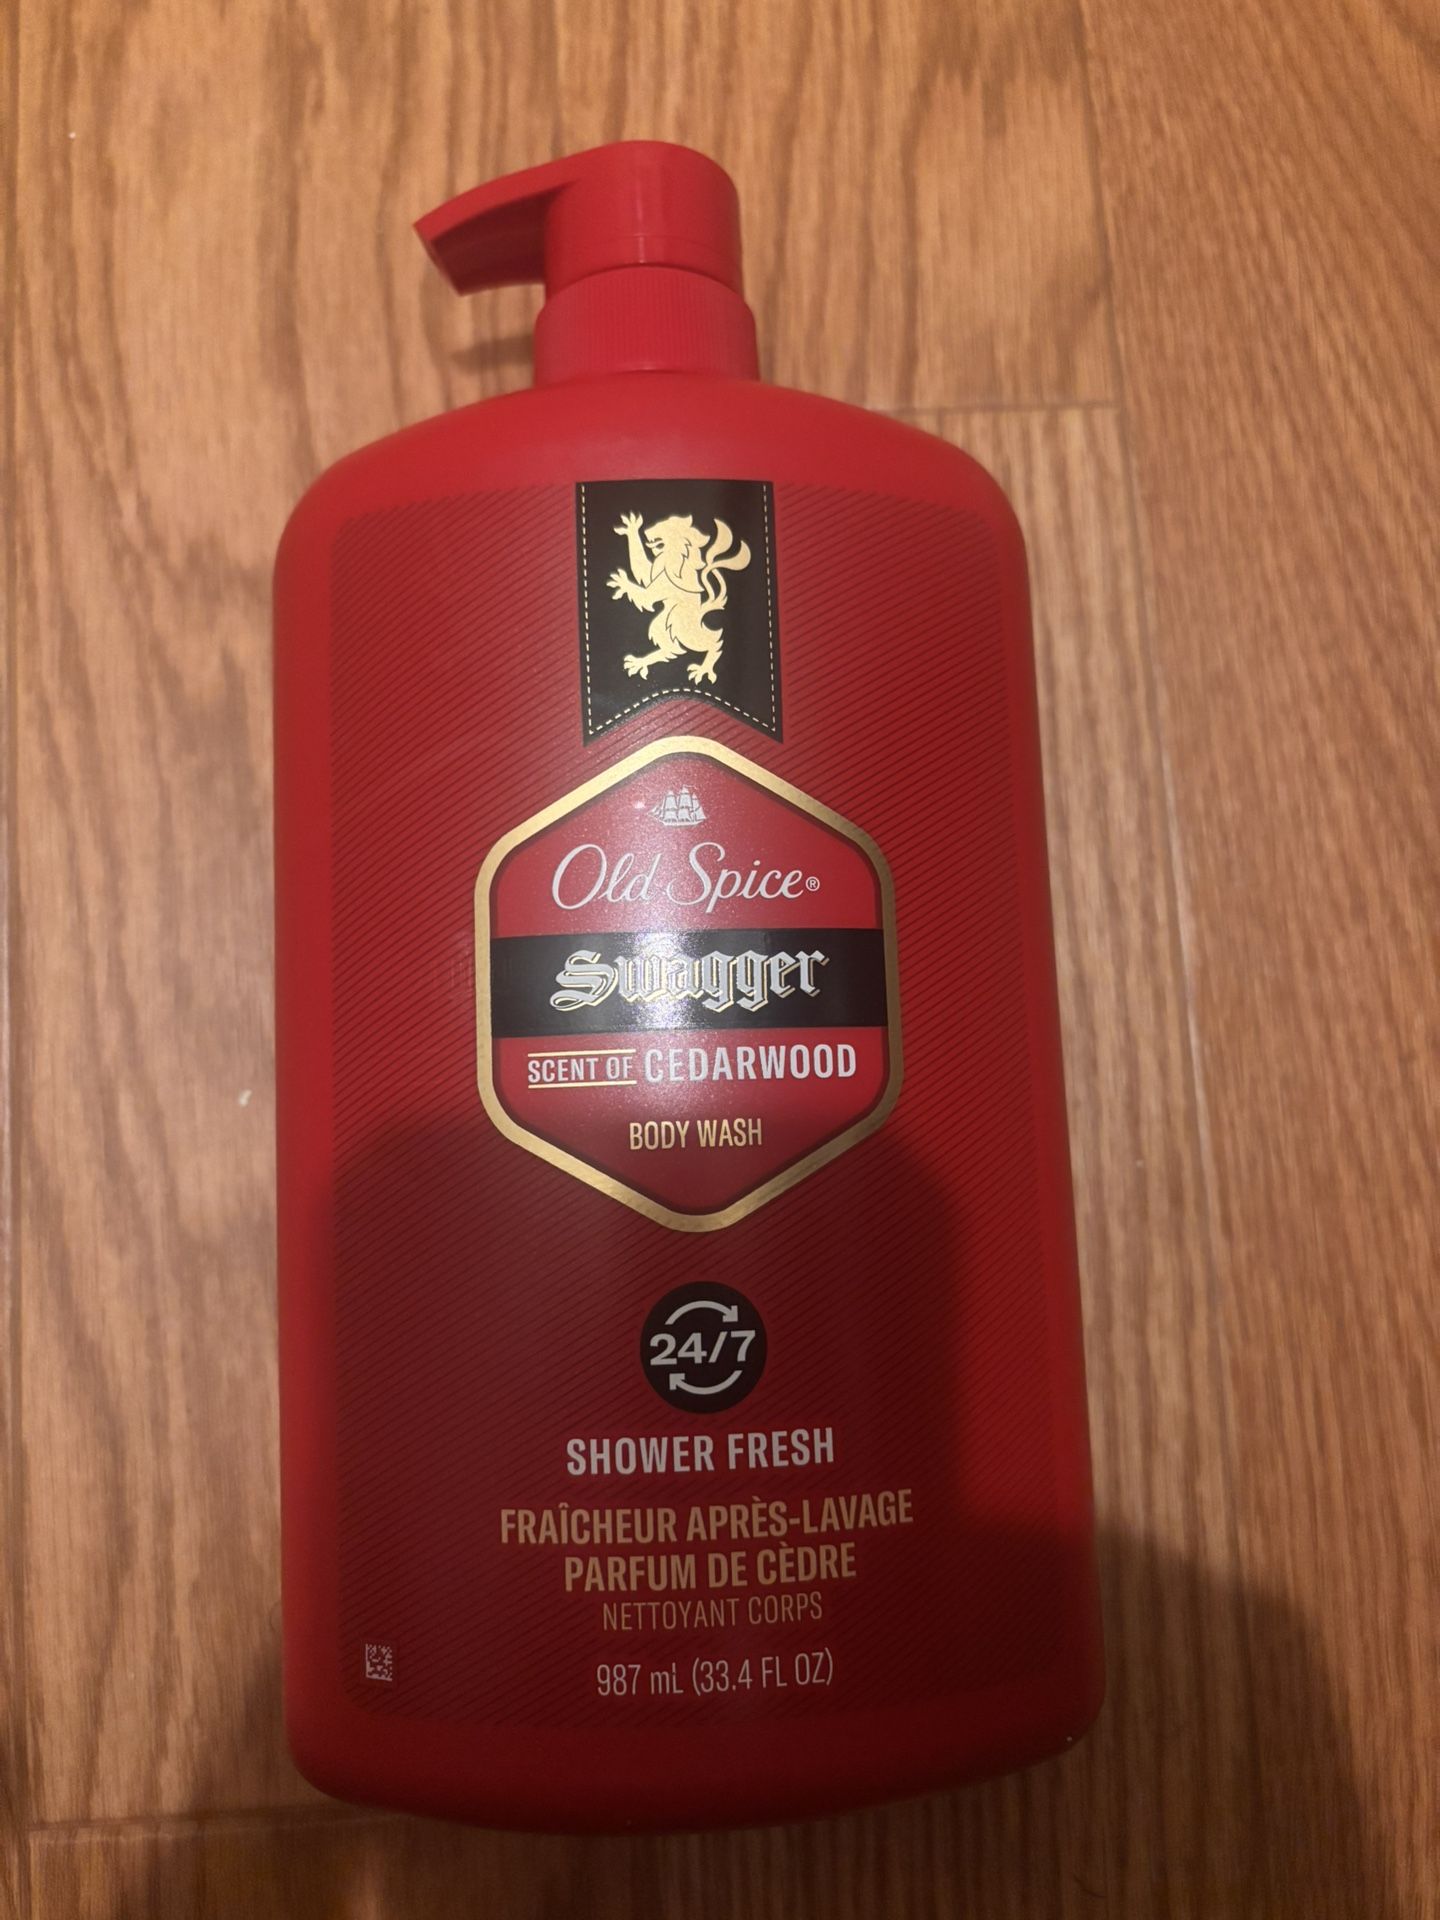 Old Spice®
Swagger
SCENT OF CEDARWOOD
BODY WASH
24/7
SHOWER FRESH
FRAÎCHEUR APRÈS-LAVAGE
PARFUM DE CÈDRE
NETTOYANT CORPS
987 mL (33.4 FL OZ)